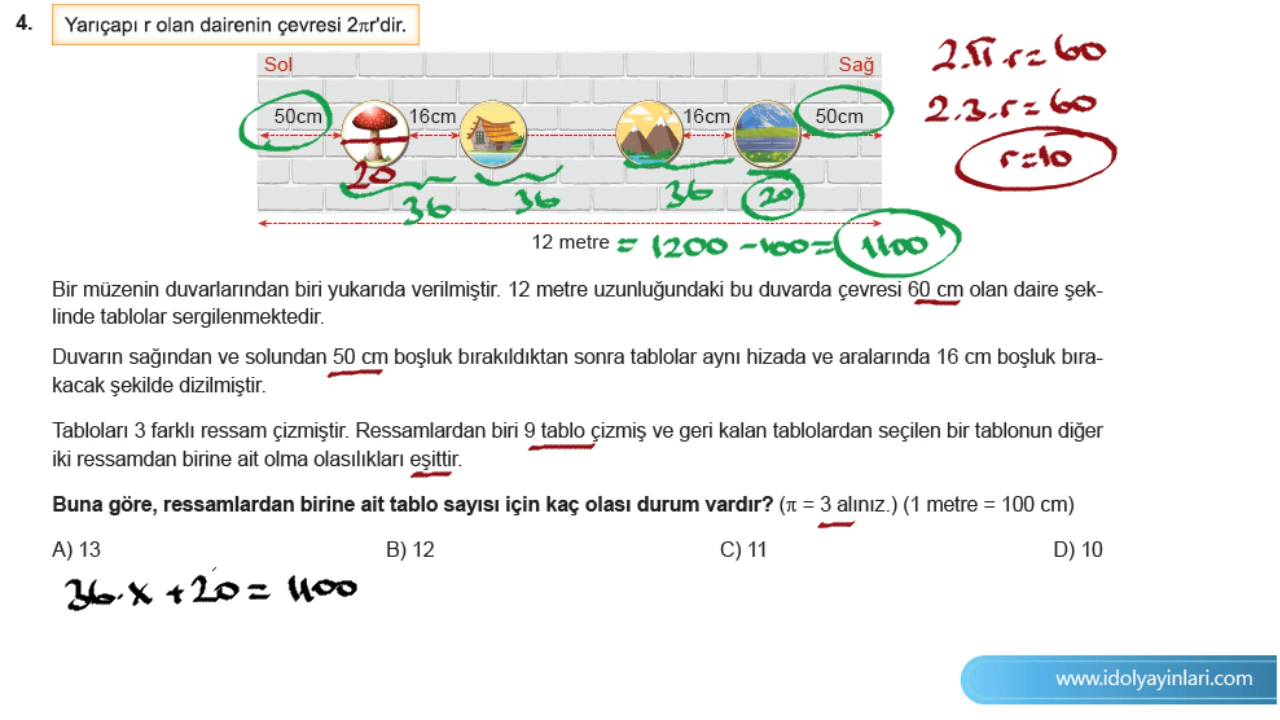 4. Yarıçapı r olan dairenin çevresi 2πr'dir.
Sol Sağ
50cm 16cm 16cm 50cm
20
36 36 36 20
12 metre = 1200 - 100 = 1100
2.π.r = 60
2.3.r = 60
r = 10
Bir müzenin duvarlarından biri yukarıda verilmiştir. 12 metre uzunluğundaki bu duvarda çevresi 60 cm olan daire şek-
linde tablolar sergilenmektedir.
Duvarın sağından ve solundan 50 cm boşluk bırakıldıktan sonra tablolar aynı hizada ve aralarında 16 cm boşluk bıra-
kacak şekilde dizilmiştir.
Tabloları 3 farklı ressam çizmiştir. Ressamlardan biri 9 tablo çizmiş ve geri kalan tablolardan seçilen bir tablonun diğer
iki ressamdan birine ait olma olasılıkları eşittir.
Buna göre, ressamlardan birine ait tablo sayısı için kaç olası durum vardır? (π = 3 alınız.) (1 metre = 100 cm)
A) 13 B) 12 C) 11 D) 10
36.x + 20 = 1100
www.idolyayinlari.com